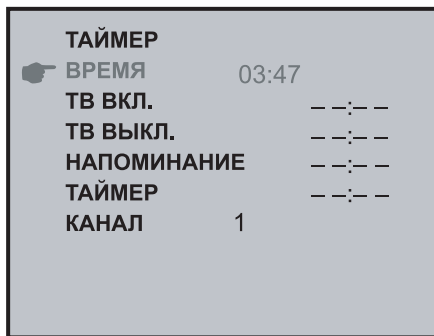 ТАЙМЕР
ВРЕМЯ 03:47
ТВ ВКЛ. – –:– –
ТВ ВЫКЛ. – –:– –
НАПОМИНАНИЕ – –:– –
ТАЙМЕР – –:– –
КАНАЛ 1